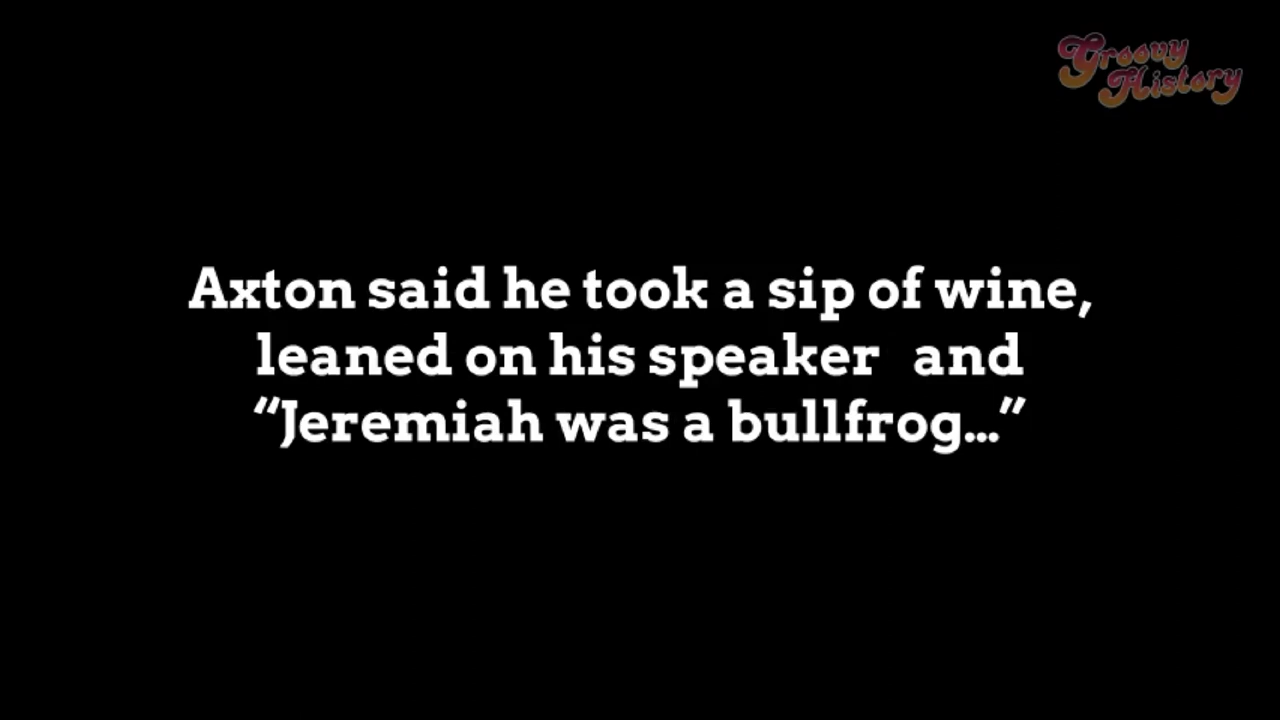 Groovy
History
Axton said he took a sip of wine,
leaned on his speaker and
“Jeremiah was a bullfrog...”